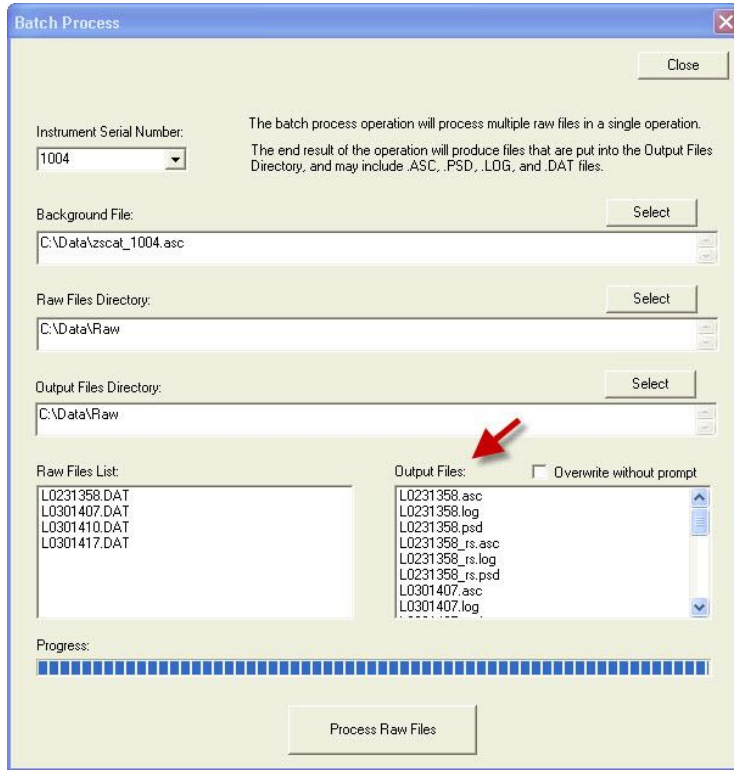 Batch Process
Close
Instrument Serial Number:
1004
The batch process operation will process multiple raw files in a single operation.
The end result of the operation will produce files that are put into the Output Files
Directory, and may include .ASC, .PSD, .LOG, and .DAT files.
Background File:
Select
C:\Data\zscat_1004.asc
Raw Files Directory:
Select
C:\Data\Raw
Output Files Directory:
Select
C:\Data\Raw
Raw Files List:
L0231358.DAT
L0301407.DAT
L0301410.DAT
L0301417.DAT
Output Files:
Overwrite without prompt
L0231358.asc
L0231358.log
L0231358.psd
L0231358_rs.asc
L0231358_rs.log
L0231358_rs.psd
L0301407.asc
L0301407.log
Progress:
Process Raw Files